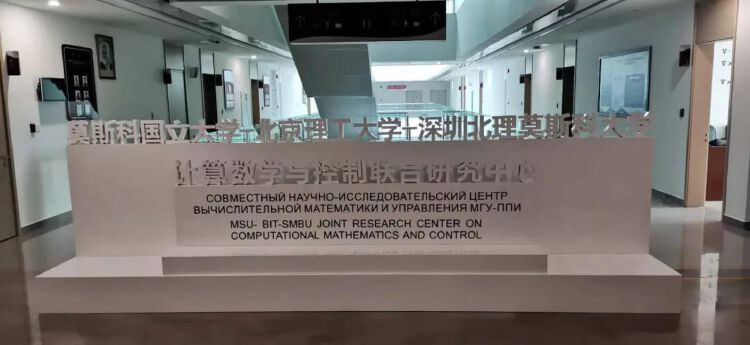 莫斯科国立大学-北京理工大学-深圳北理莫斯科大学
计算数学与控制联合研究中心
СОВМЕСТНЫЙ НАУЧНО-ИССЛЕДОВАТЕЛЬСКИЙ ЦЕНТР
ВЫЧИСЛИТЕЛЬНОЙ МАТЕМАТИКИ И УПРАВЛЕНИЯ МГУ-ППИ
MSU- BIT-SMBU JOINT RESEARCH CENTER ON
COMPUTATIONAL MATHEMATICS AND CONTROL